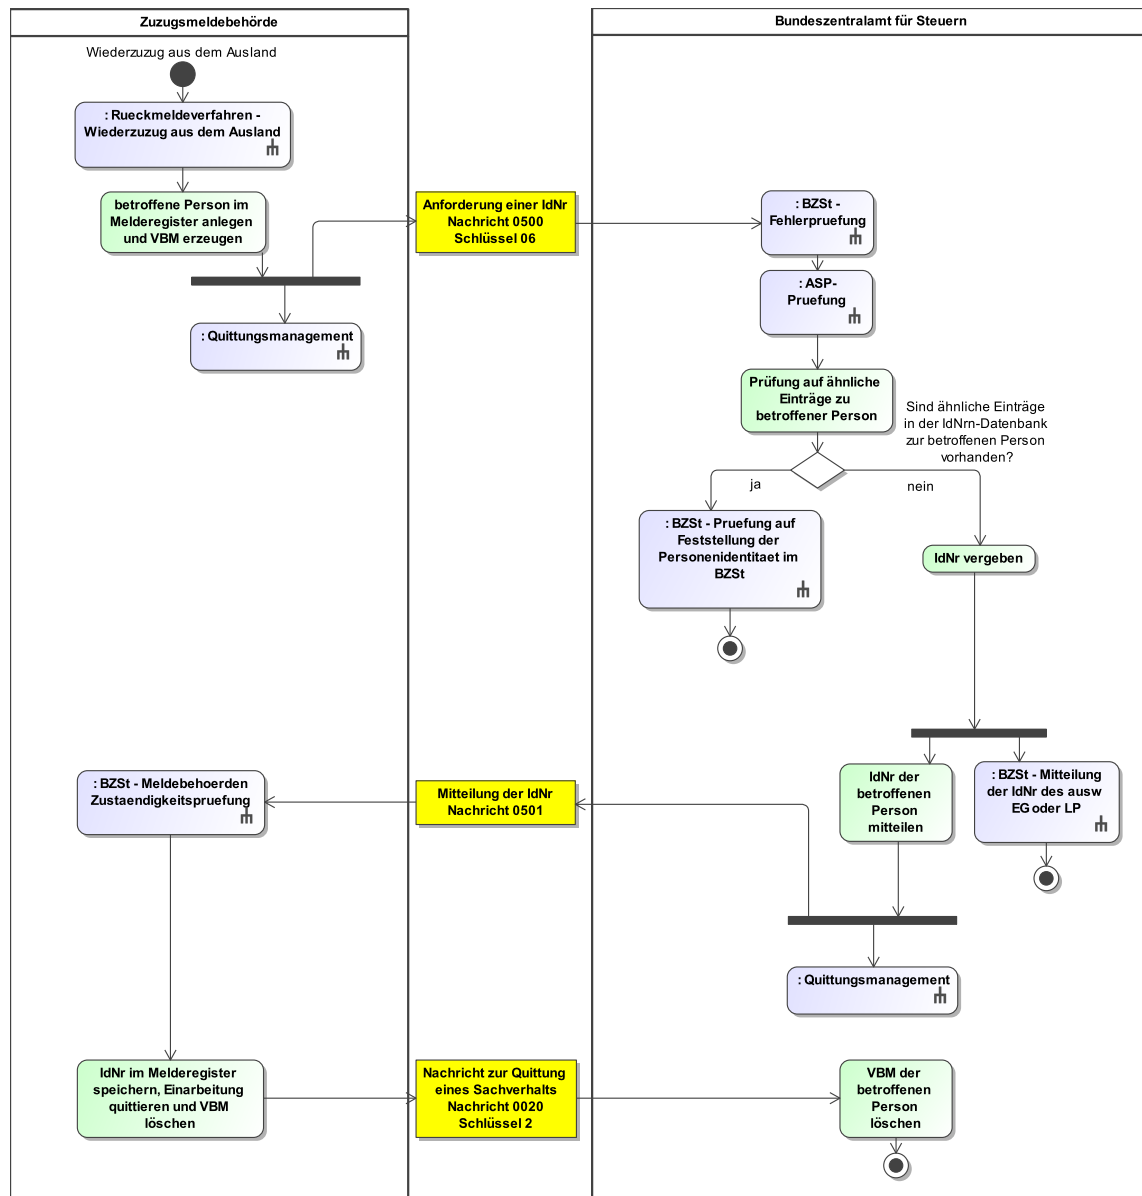 Zuzugsmeldebehörde
Bundeszentralamt für Steuern
Wiederzuzug aus dem Ausland
: Rueckmeldeverfahren -
Wiederzuzug aus dem Ausland
betroffene Person im
Melderegister anlegen
und VBM erzeugen
: Quittungsmanagement
Anforderung einer IdNr
Nachricht 0500
Schlüssel 06
: BZSt -
Fehlerpruefung
: ASP-
Pruefung
Prüfung auf ähnliche
Einträge zu
betroffener Person
Sind ähnliche Einträge
in der IdNrn-Datenbank
zur betroffenen Person
vorhanden?
ja
nein
: BZSt - Pruefung auf
Feststellung der
Personenidentitaet im
BZSt
IdNr vergeben
: BZSt - Meldebehoerden
Zustaendigkeitspruefung
Mitteilung der IdNr
Nachricht 0501
IdNr der
betroffenen
Person
mitteilen
: BZSt - Mitteilung
der IdNr des ausw
EG oder LP
: Quittungsmanagement
IdNr im Melderegister
speichern, Einarbeitung
quittieren und VBM
löschen
Nachricht zur Quittung
eines Sachverhalts
Nachricht 0020
Schlüssel 2
VBM der
betroffenen
Person
löschen